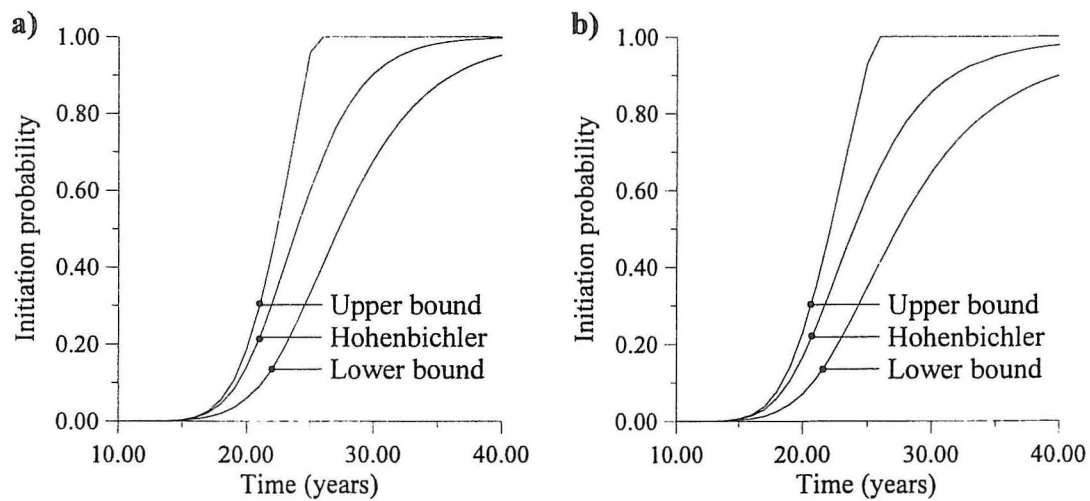 a)
Initiation probability
1.00
0.80
0.60
0.40
0.20
0.00
Upper bound
Hohenbichler
Lower bound
10.00 20.00 30.00 40.00
Time (years)
b)
Initiation probability
1.00
0.80
0.60
0.40
0.20
0.00
Upper bound
Hohenbichler
Lower bound
10.00 20.00 30.00 40.00
Time (years)